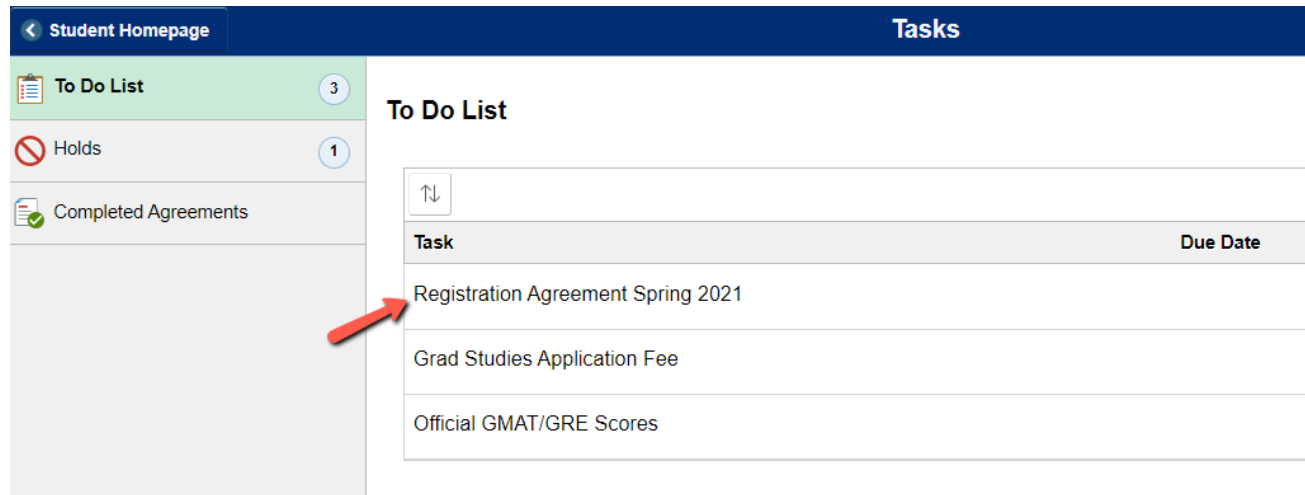 Student Homepage
Tasks
To Do List 3
Holds 1
Completed Agreements
To Do List
Task Due Date
Registration Agreement Spring 2021
Grad Studies Application Fee
Official GMAT/GRE Scores